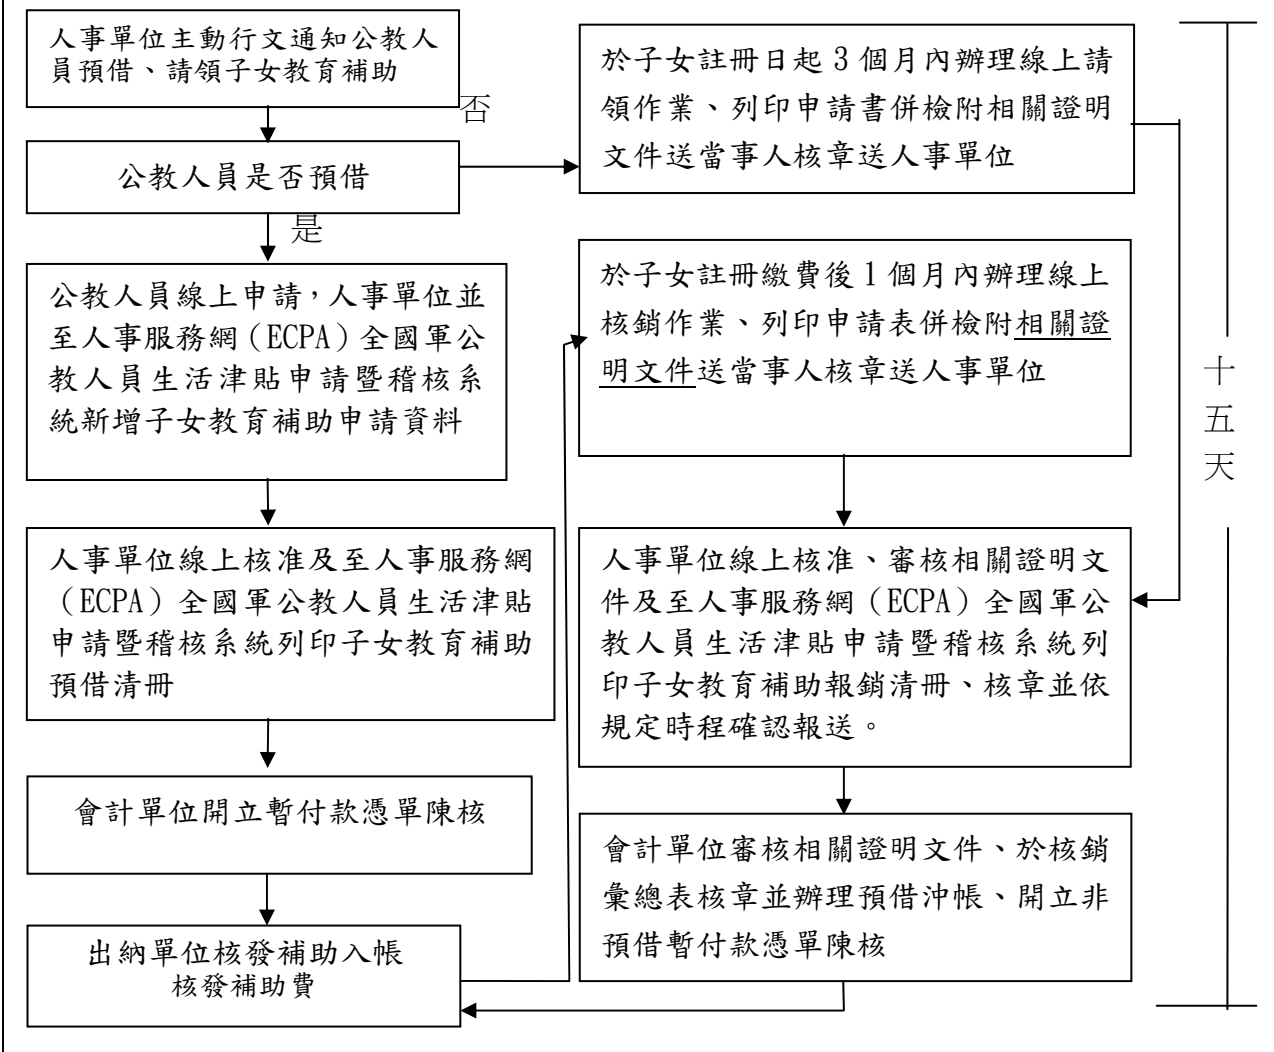 人事單位主動行文通知公教人
員預借、請領子女教育補助
否
公教人員是否預借
是
公教人員線上申請,人事單位並
至人事服務網(ECPA)全國軍公
教人員生活津貼申請暨稽核系
統新增子女教育補助申請資料
人事單位線上核准及至人事服務網
(ECPA)全國軍公教人員生活津貼
申請暨稽核系統列印子女教育補助
預借清冊
會計單位開立暫付款憑單陳核
出納單位核發補助入帳
核發補助費
於子女註冊日起 3 個月內辦理線上請
領作業、列印申請書併檢附相關證明
文件送當事人核章送人事單位
於子女註冊繳費後 1 個月內辦理線上
核銷作業、列印申請表併檢附相關證
明文件送當事人核章送人事單位
人事單位線上核准、審核相關證明文
件及至人事服務網(ECPA)全國軍公
教人員生活津貼申請暨稽核系統列
印子女教育補助報銷清冊、核章並依
規定時程確認報送。
會計單位審核相關證明文件、於核銷
彙總表核章並辦理預借沖帳、開立非
預借暫付款憑單陳核
十
五
天